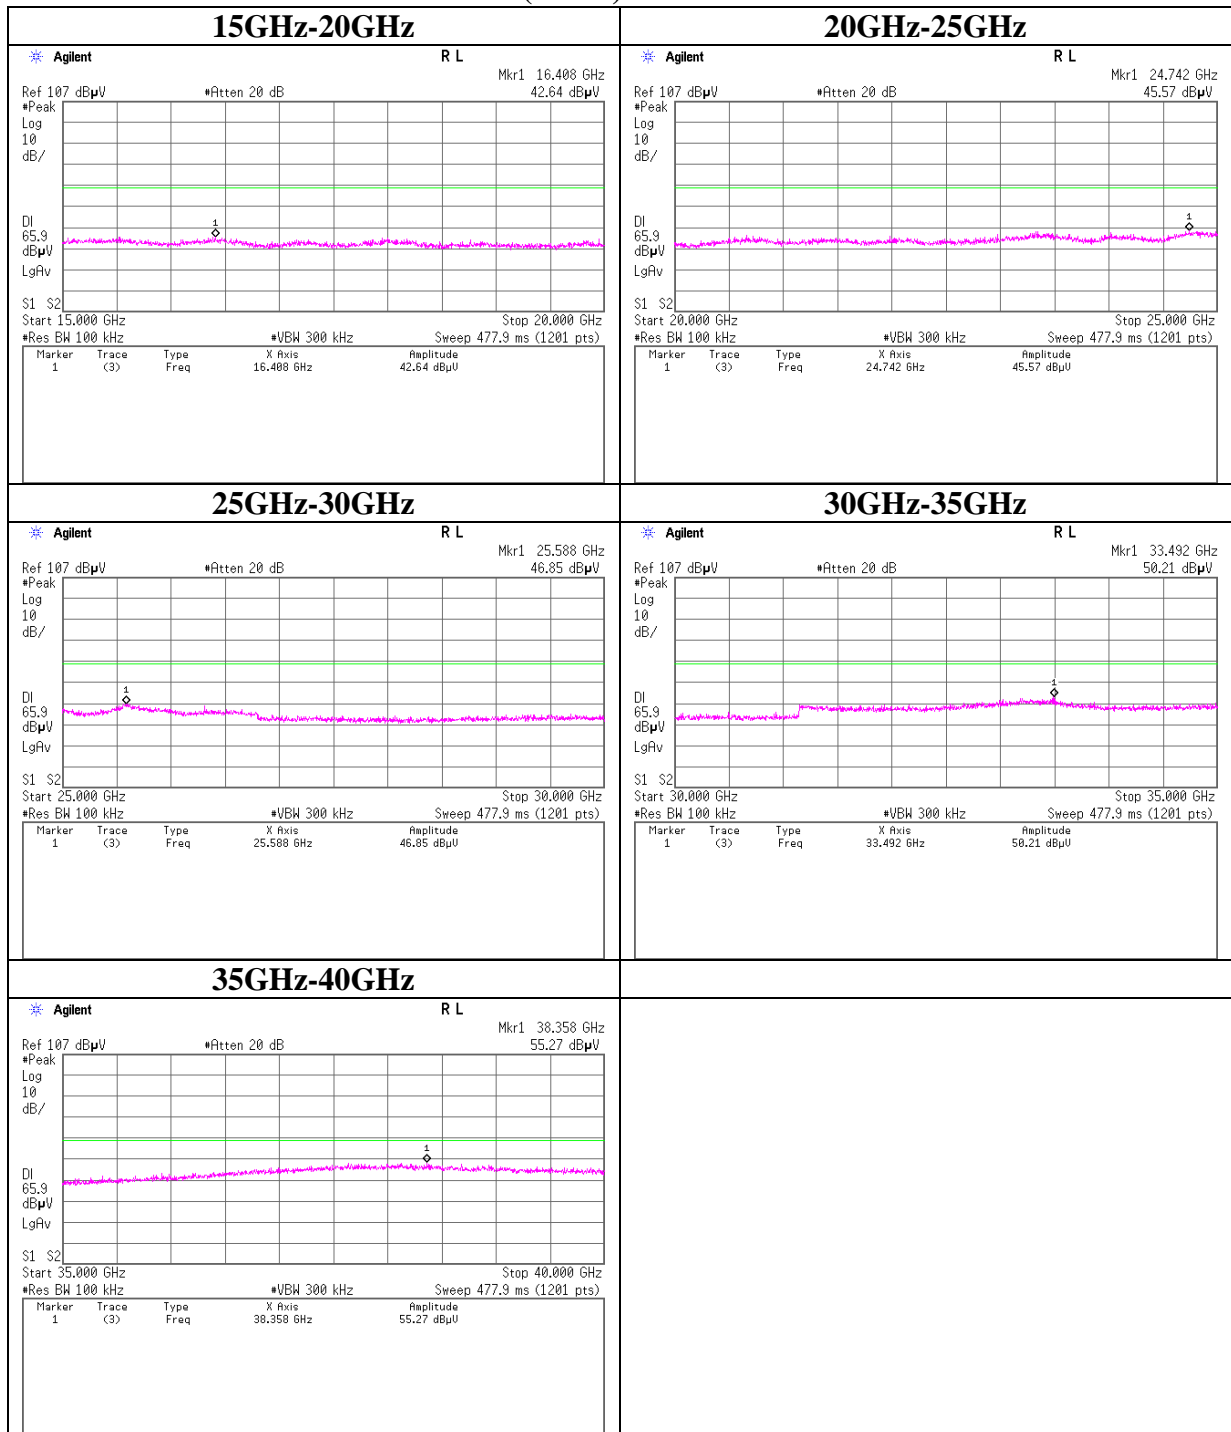 15GHz-20GHz
Agilent R L
Mkr1 16.408 GHz
Ref 107 dBµV #Atten 20 dB 42.64 dBµV
#Peak
Log
10
dB/
1
DI
65.9
dBµV
LgAv
S1 S2
Start 15.000 GHz Stop 20.000 GHz
#Res BW 100 kHz #VBW 300 kHz Sweep 477.9 ms (1201 pts)
Marker Trace Type X Axis Amplitude
1 (3) Freq 16.408 GHz 42.64 dBµV
20GHz-25GHz
Agilent R L
Mkr1 24.742 GHz
Ref 107 dBµV #Atten 20 dB 45.57 dBµV
#Peak
Log
10
dB/
1
DI
65.9
dBµV
LgAv
S1 S2
Start 20.000 GHz Stop 25.000 GHz
#Res BW 100 kHz #VBW 300 kHz Sweep 477.9 ms (1201 pts)
Marker Trace Type X Axis Amplitude
1 (3) Freq 24.742 GHz 45.57 dBµV
25GHz-30GHz
Agilent R L
Mkr1 25.588 GHz
Ref 107 dBµV #Atten 20 dB 46.85 dBµV
#Peak
Log
10
dB/
1
DI
65.9
dBµV
LgAv
S1 S2
Start 25.000 GHz Stop 30.000 GHz
#Res BW 100 kHz #VBW 300 kHz Sweep 477.9 ms (1201 pts)
Marker Trace Type X Axis Amplitude
1 (3) Freq 25.588 GHz 46.85 dBµV
30GHz-35GHz
Agilent R L
Mkr1 33.492 GHz
Ref 107 dBµV #Atten 20 dB 50.21 dBµV
#Peak
Log
10
dB/
1
DI
65.9
dBµV
LgAv
S1 S2
Start 30.000 GHz Stop 35.000 GHz
#Res BW 100 kHz #VBW 300 kHz Sweep 477.9 ms (1201 pts)
Marker Trace Type X Axis Amplitude
1 (3) Freq 33.492 GHz 50.21 dBµV
35GHz-40GHz
Agilent R L
Mkr1 38.358 GHz
Ref 107 dBµV #Atten 20 dB 55.27 dBµV
#Peak
Log
10
dB/
1
DI
65.9
dBµV
LgAv
S1 S2
Start 35.000 GHz Stop 40.000 GHz
#Res BW 100 kHz #VBW 300 kHz Sweep 477.9 ms (1201 pts)
Marker Trace Type X Axis Amplitude
1 (3) Freq 38.358 GHz 55.27 dBµV